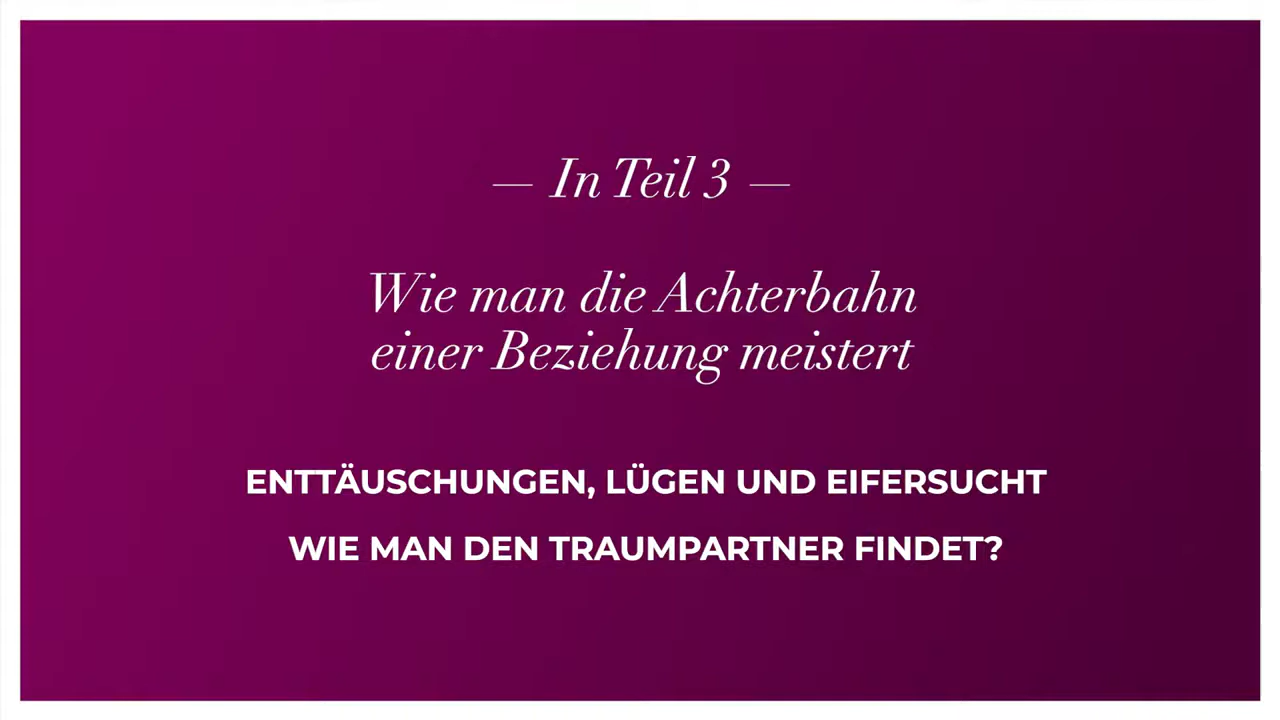 — In Teil 3 —
Wie man die Achterbahn
einer Beziehung meistert
ENTTÄUSCHUNGEN, LÜGEN UND EIFERSUCHT
WIE MAN DEN TRAUMPARTNER FINDET?